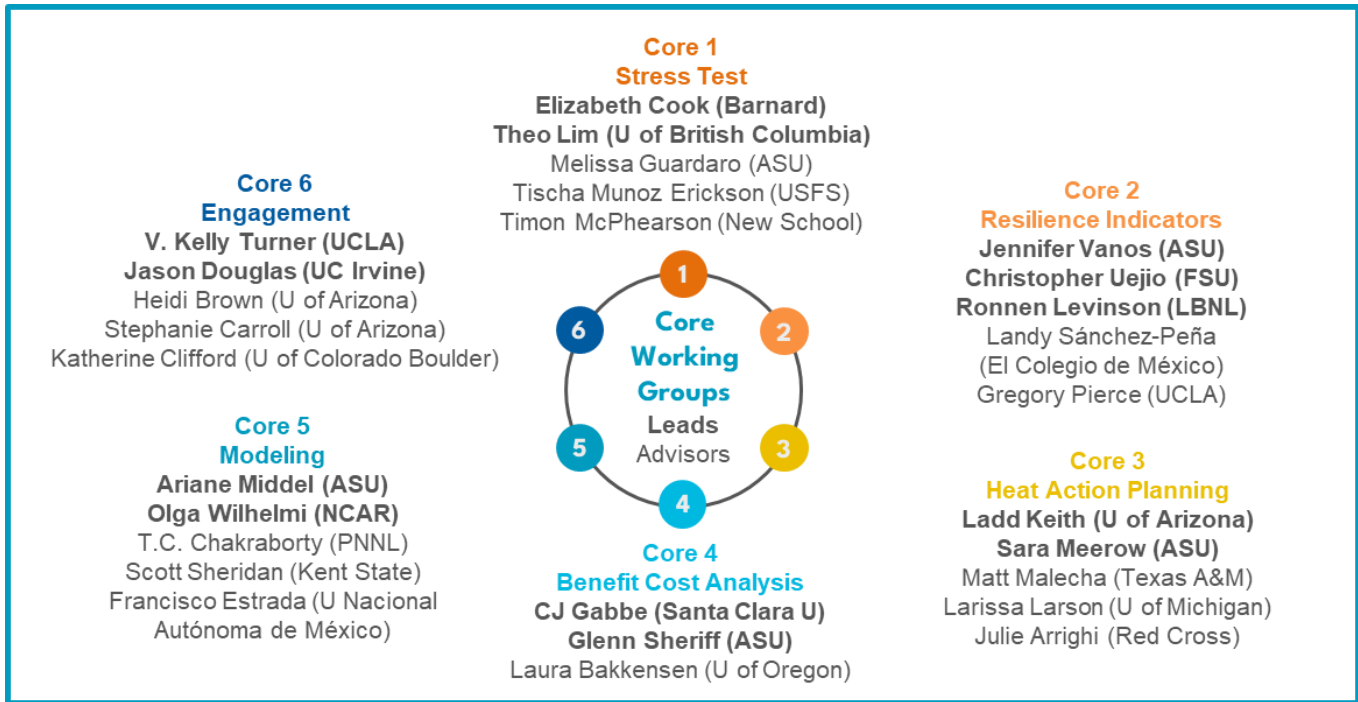 Core 1
Stress Test
Elizabeth Cook (Barnard)
Theo Lim (U of British Columbia)
Melissa Guardaro (ASU)
Tischa Munoz Erickson (USFS)
Timon McPhearson (New School)
Core 2
Resilience Indicators
Jennifer Vanos (ASU)
Christopher Uejio (FSU)
Ronnen Levinson (LBNL)
Landy Sánchez-Peña
(El Colegio de México)
Gregory Pierce (UCLA)
Core 3
Heat Action Planning
Ladd Keith (U of Arizona)
Sara Meerow (ASU)
Matt Malecha (Texas A&M)
Larissa Larson (U of Michigan)
Julie Arrighi (Red Cross)
Core 4
Benefit Cost Analysis
CJ Gabbe (Santa Clara U)
Glenn Sheriff (ASU)
Laura Bakkensen (U of Oregon)
Core 5
Modeling
Ariane Middel (ASU)
Olga Wilhelmi (NCAR)
T.C. Chakraborty (PNNL)
Scott Sheridan (Kent State)
Francisco Estrada (U Nacional
Autónoma de México)
Core 6
Engagement
V. Kelly Turner (UCLA)
Jason Douglas (UC Irvine)
Heidi Brown (U of Arizona)
Stephanie Carroll (U of Arizona)
Katherine Clifford (U of Colorado Boulder)
1
2
3
4
5
6
Core
Working
Groups
Leads
Advisors